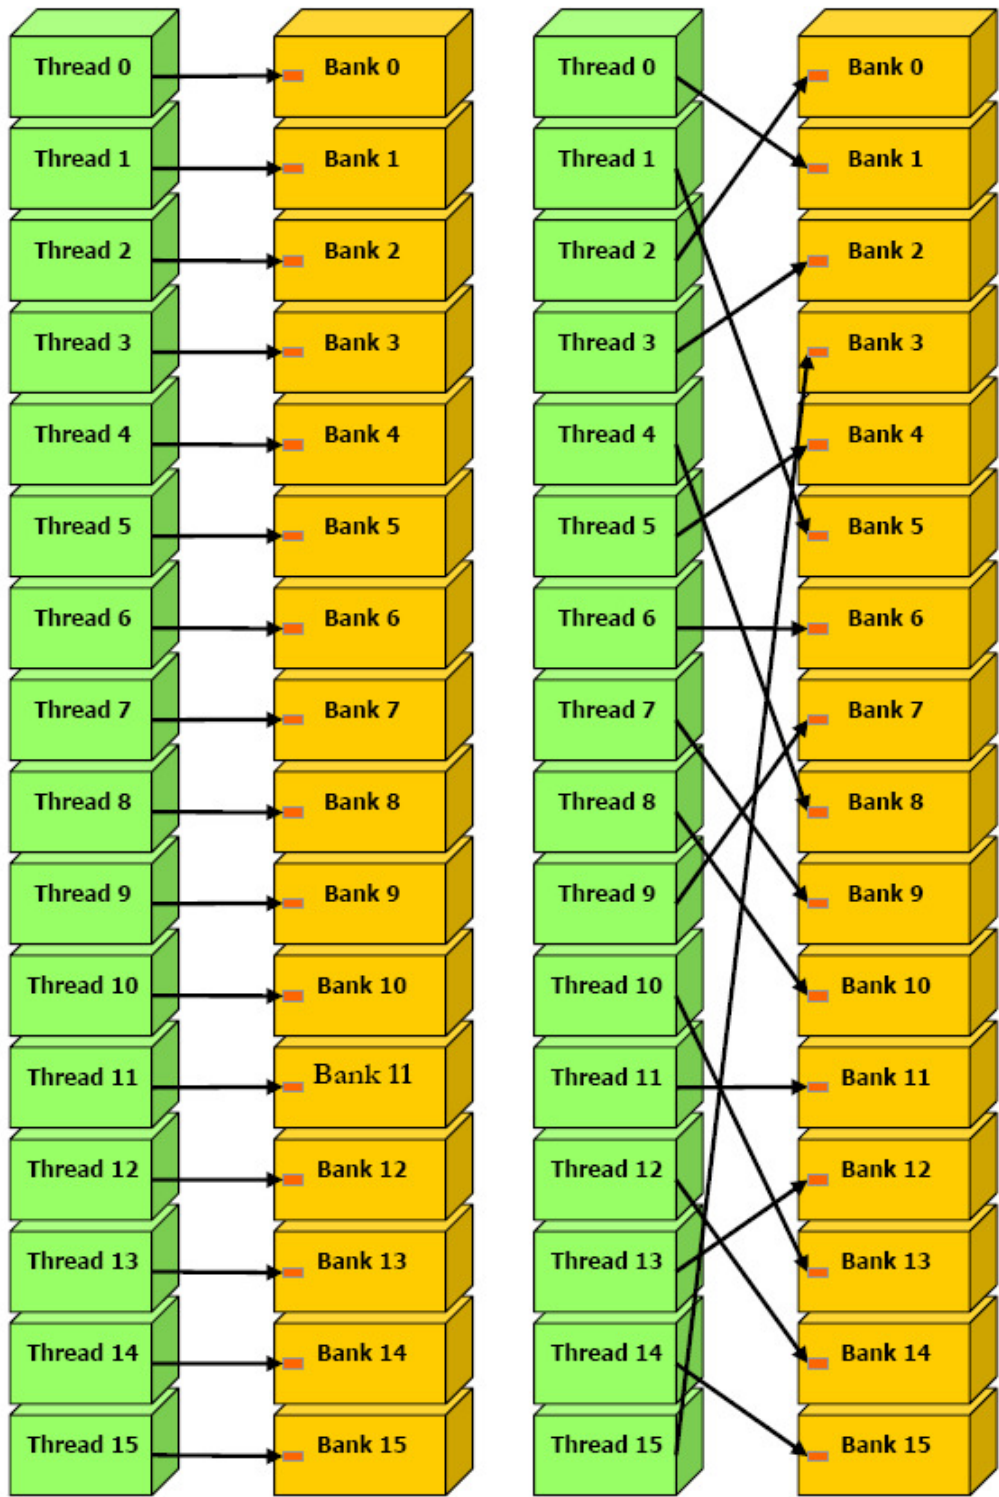 Thread 0 Bank 0 Thread 0 Bank 0
Thread 1 Bank 1 Thread 1 Bank 1
Thread 2 Bank 2 Thread 2 Bank 2
Thread 3 Bank 3 Thread 3 Bank 3
Thread 4 Bank 4 Thread 4 Bank 4
Thread 5 Bank 5 Thread 5 Bank 5
Thread 6 Bank 6 Thread 6 Bank 6
Thread 7 Bank 7 Thread 7 Bank 7
Thread 8 Bank 8 Thread 8 Bank 8
Thread 9 Bank 9 Thread 9 Bank 9
Thread 10 Bank 10 Thread 10 Bank 10
Thread 11 Bank 11 Thread 11 Bank 11
Thread 12 Bank 12 Thread 12 Bank 12
Thread 13 Bank 13 Thread 13 Bank 13
Thread 14 Bank 14 Thread 14 Bank 14
Thread 15 Bank 15 Thread 15 Bank 15